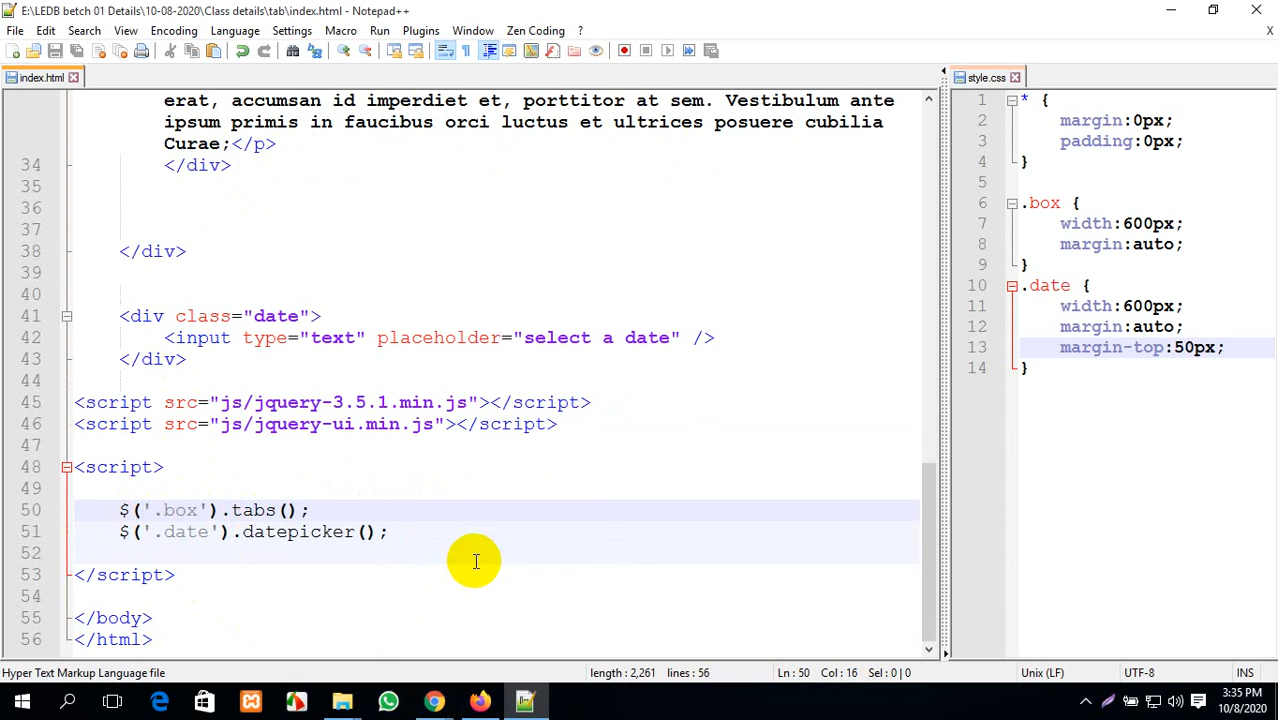 E:\LEDB betch 01 Details\10-08-2020\Class details\tab\index.html - Notepad++
File Edit Search View Encoding Language Settings Macro Run Plugins Window Zen Coding ? X
index.html
erat, accumsan id imperdiet et, porttitor at sem. Vestibulum ante
ipsum primis in faucibus orci luctus et ultrices posuere cubilia
Curae;</p>
34 </div>
35
36
37
38 </div>
39
40
41 <div class="date">
42 <input type="text" placeholder="select a date" />
43 </div>
44
45 <script src="js/jquery-3.5.1.min.js"></script>
46 <script src="js/jquery-ui.min.js"></script>
47
48 <script>
49
50 $('.box').tabs();
51 $('.date').datepicker();
52
53 </script>
54
55 </body>
56 </html>
style.css
1 * {
2 margin:0px;
3 padding:0px;
4 }
5
6 .box {
7 width:600px;
8 margin:auto;
9 }
10 .date {
11 width:600px;
12 margin:auto;
13 margin-top:50px;
14 }
Hyper Text Markup Language file length : 2,261 lines : 56 Ln : 50 Col : 16 Sel : 0 | 0 Unix (LF) UTF-8 INS
3:35 PM
10/8/2020